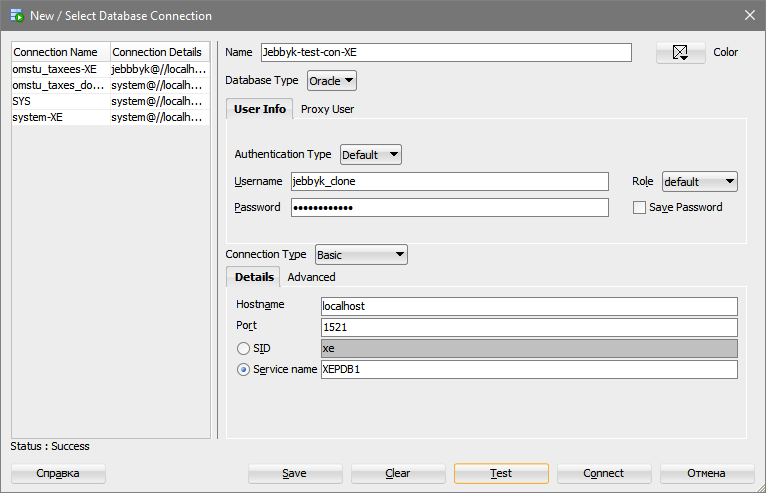 New / Select Database Connection
Connection Name Connection Details
omstu_taxees-XE jebbbyk@//localh...
omstu_taxes_do... system@//localh...
SYS system@//localh...
system-XE system@//localh...
Name Jebbyk-test-con-XE Color
Database Type Oracle
User Info Proxy User
Authentication Type Default
Username jebbyk_clone Role default
Password •••••••••••• Save Password
Connection Type Basic
Details Advanced
Hostname localhost
Port 1521
SID xe
Service name XEPDB1
Status : Success
Справка Save Clear Test Connect Отмена